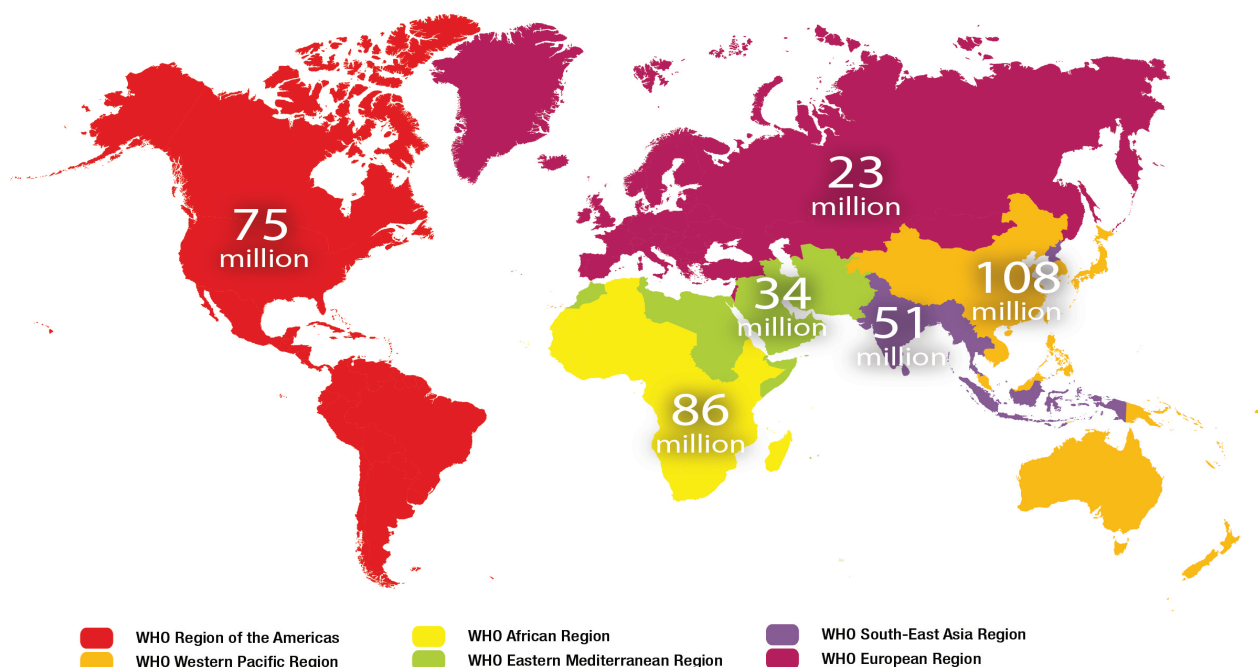 23
million
75
million
108
million
34
million
51
million
86
million
WHO Region of the Americas
WHO African Region
WHO South-East Asia Region
WHO Western Pacific Region
WHO Eastern Mediterranean Region
WHO European Region